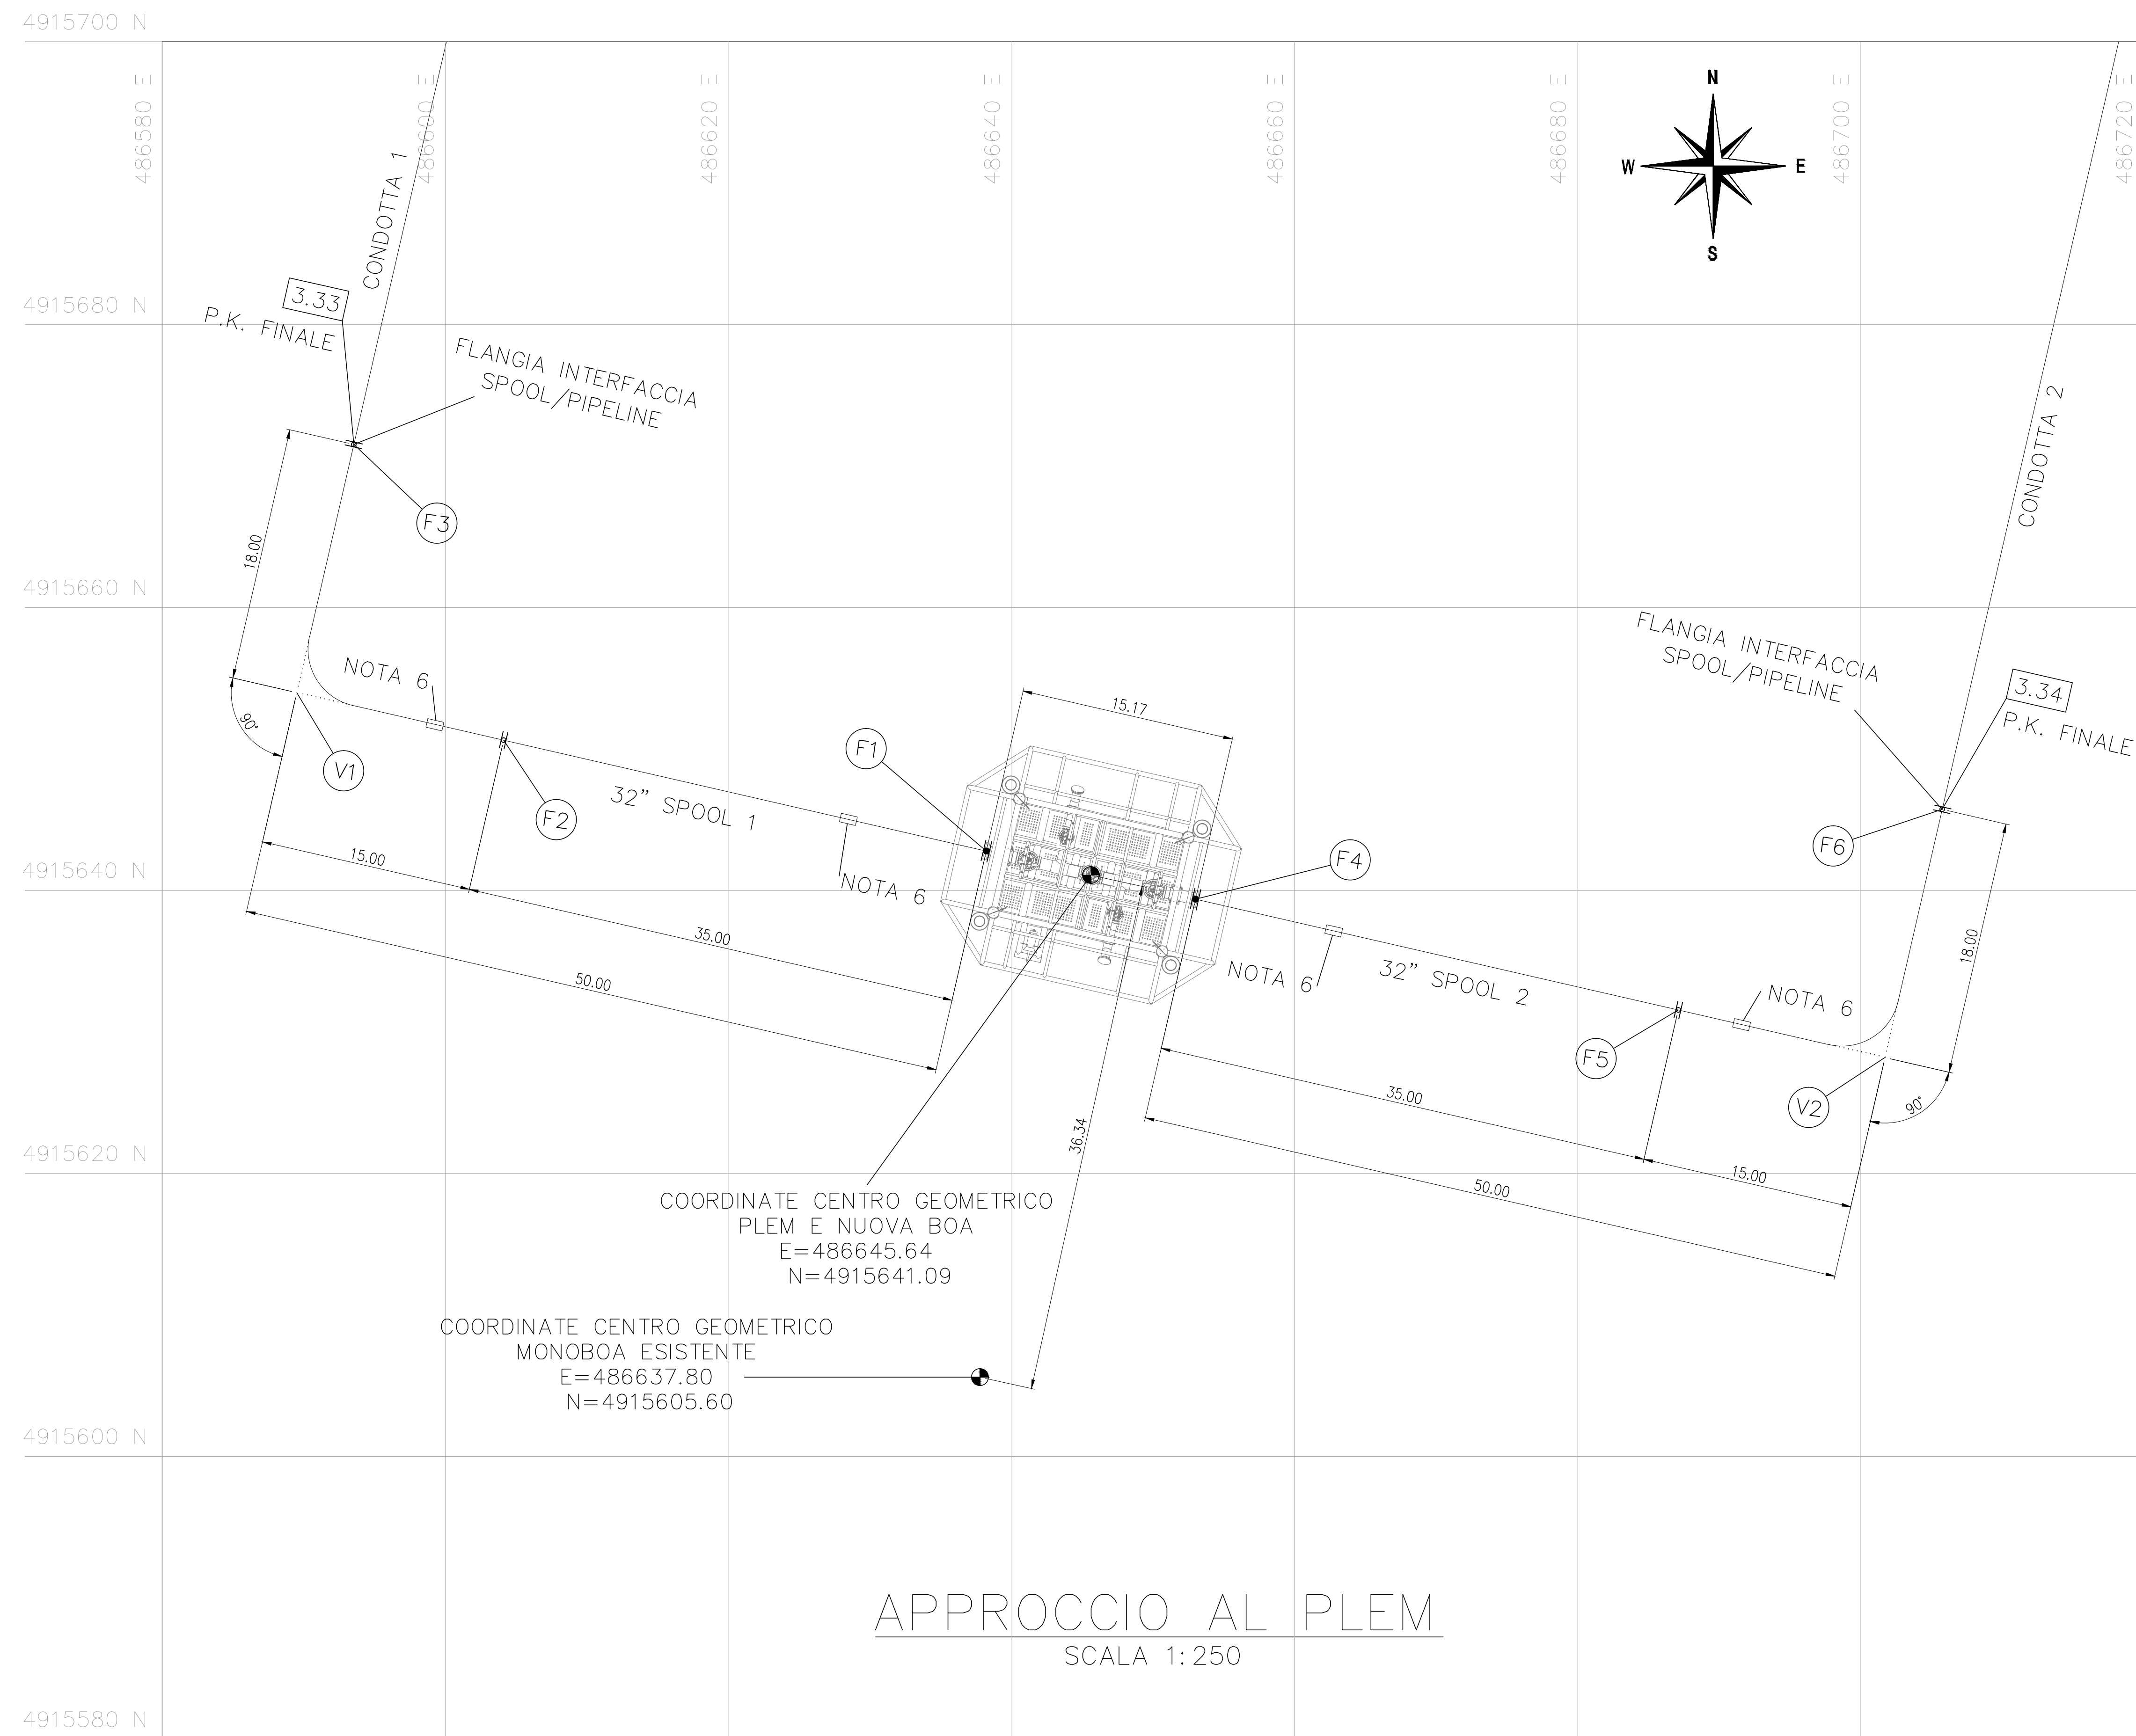 4915700 N
486580 E
486600 E
486620 E
486640 E
486660 E
486680 E
486700 E
486720 E
N
W
E
S
CONDOTTA 1
3.33
P.K. FINALE
4915680 N
FLANGIA INTERFACCIA
SPOOL/PIPELINE
F3
18.00
CONDOTTA 2
4915660 N
FLANGIA INTERFACCIA
SPOOL/PIPELINE
3.34
P.K. FINALE
NOTA 6
90°
V1
F2
32” SPOOL 1
F1
15.17
NOTA 6
F4
F6
18.00
4915640 N
15.00
35.00
50.00
NOTA 6
32” SPOOL 2
NOTA 6
F5
V2
90°
35.00
15.00
50.00
36.34
4915620 N
COORDINATE CENTRO GEOMETRICO
PLEM E NUOVA BOA
E=486645.64
N=4915641.09
COORDINATE CENTRO GEOMETRICO
MONOBOA ESISTENTE
E=486637.80
N=4915605.60
4915600 N
APPROCCIO AL PLEM
SCALA 1:250
4915580 N